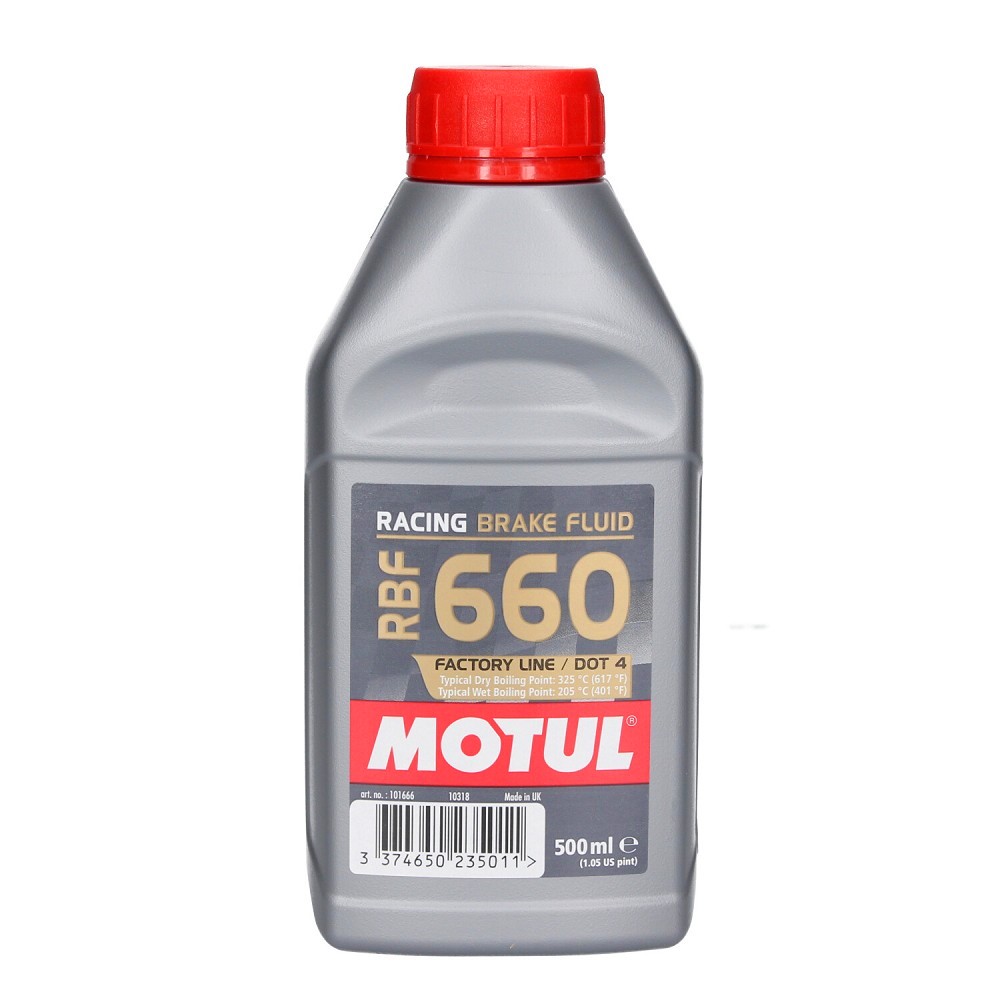 RACING BRAKE FLUID
RBF 660
FACTORY LINE / DOT 4
Typical Dry Boiling Point: 325 °C (617 °F)
Typical Wet Boiling Point: 205 °C (401 °F)
MOTUL®
art. no. : 101666 10318 Made in UK
3 374650 235011 >
500 ml ℮
(1.05 US pint)